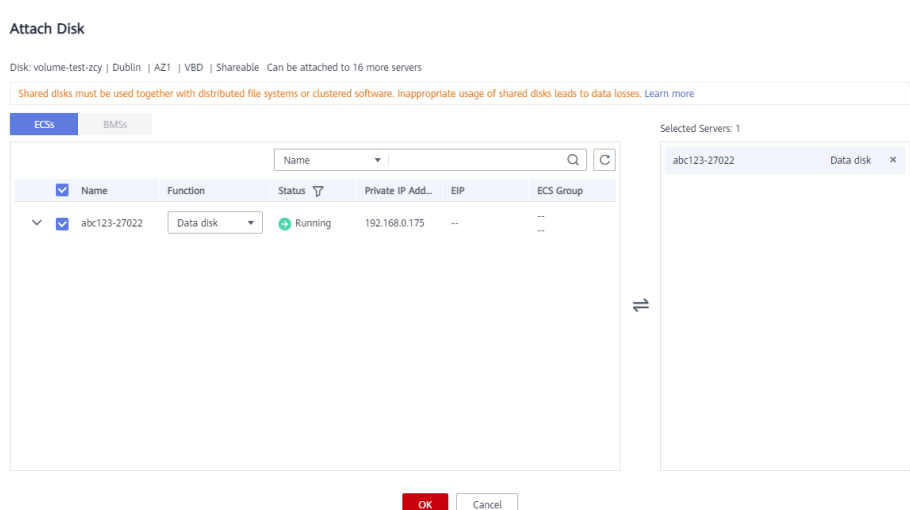 Attach Disk
Disk: volume-test-zcy | Dublin | AZ1 | VBD | Shareable Can be attached to 16 more servers
Shared disks must be used together with distributed file systems or clustered software. Inappropriate usage of shared disks leads to data losses. Learn more
ECSs BMSs
Selected Servers: 1
Name
abc123-27022 Data disk ×
Name Function Status Private IP Add... EIP ECS Group
abc123-27022 Data disk Running 192.168.0.175 -- --
--
OK Cancel